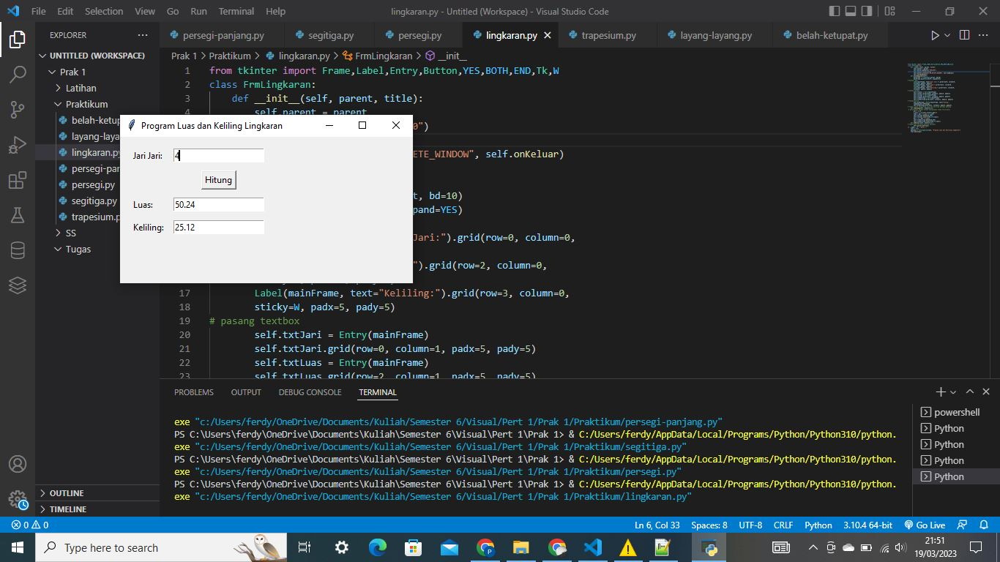 File Edit Selection View Go Run Terminal Help
lingkaran.py - Untitled (Workspace) - Visual Studio Code
EXPLORER
persegi-panjang.py segitiga.py persegi.py lingkaran.py trapesium.py layang-layang.py belah-ketupat.py
UNTITLED (WORKSPACE)
Prak 1
Latihan
Praktikum
belah-ketup
layang-laya
lingkaran.py
persegi-pan
persegi.py
segitiga.py
trapesium.p
SS
Tugas
OUTLINE
TIMELINE
Prak 1 > Praktikum > lingkaran.py > FrmLingkaran > __init__
1 from tkinter import Frame,Label,Entry,Button,YES,BOTH,END,Tk,W
2 class FrmLingkaran:
3 def __init__(self, parent, title):
4 self.parent = parent
0")
ETE_WINDOW", self.onKeluar)
t, bd=10)
pand=YES)
Jari:").grid(row=0, column=0,
").grid(row=2, column=0,
17 Label(mainFrame, text="Keliling:").grid(row=3, column=0,
18 sticky=W, padx=5, pady=5)
19 # pasang textbox
20 self.txtJari = Entry(mainFrame)
21 self.txtJari.grid(row=0, column=1, padx=5, pady=5)
22 self.txtLuas = Entry(mainFrame)
23 self.txtLuas.grid(row=2, column=1, padx=5, pady=5)
Program Luas dan Keliling Lingkaran
Jari Jari: 4
Hitung
Luas: 50.24
Keliling: 25.12
PROBLEMS OUTPUT DEBUG CONSOLE TERMINAL
exe "c:/Users/ferdy/OneDrive/Documents/Kuliah/Semester 6/Visual/Pert 1/Prak 1/Praktikum/persegi-panjang.py"
PS C:\Users\ferdy\OneDrive\Documents\Kuliah\Semester 6\Visual\Pert 1\Prak 1> & C:/Users/ferdy/AppData/Local/Programs/Python/Python310/python.
exe "c:/Users/ferdy/OneDrive/Documents/Kuliah/Semester 6/Visual/Pert 1/Prak 1/Praktikum/segitiga.py"
PS C:\Users\ferdy\OneDrive\Documents\Kuliah\Semester 6\Visual\Pert 1\Prak 1> & C:/Users/ferdy/AppData/Local/Programs/Python/Python310/python.
exe "c:/Users/ferdy/OneDrive/Documents/Kuliah/Semester 6/Visual/Pert 1/Prak 1/Praktikum/persegi.py"
PS C:\Users\ferdy\OneDrive\Documents\Kuliah\Semester 6\Visual\Pert 1\Prak 1> & C:/Users/ferdy/AppData/Local/Programs/Python/Python310/python.
exe "c:/Users/ferdy/OneDrive/Documents/Kuliah/Semester 6/Visual/Pert 1/Prak 1/Praktikum/lingkaran.py"
powershell
Python
Python
Python
Python
0 0
Ln 6, Col 33 Spaces: 8 UTF-8 CRLF Python 3.10.4 64-bit Go Live
Type here to search
21:51
19/03/2023